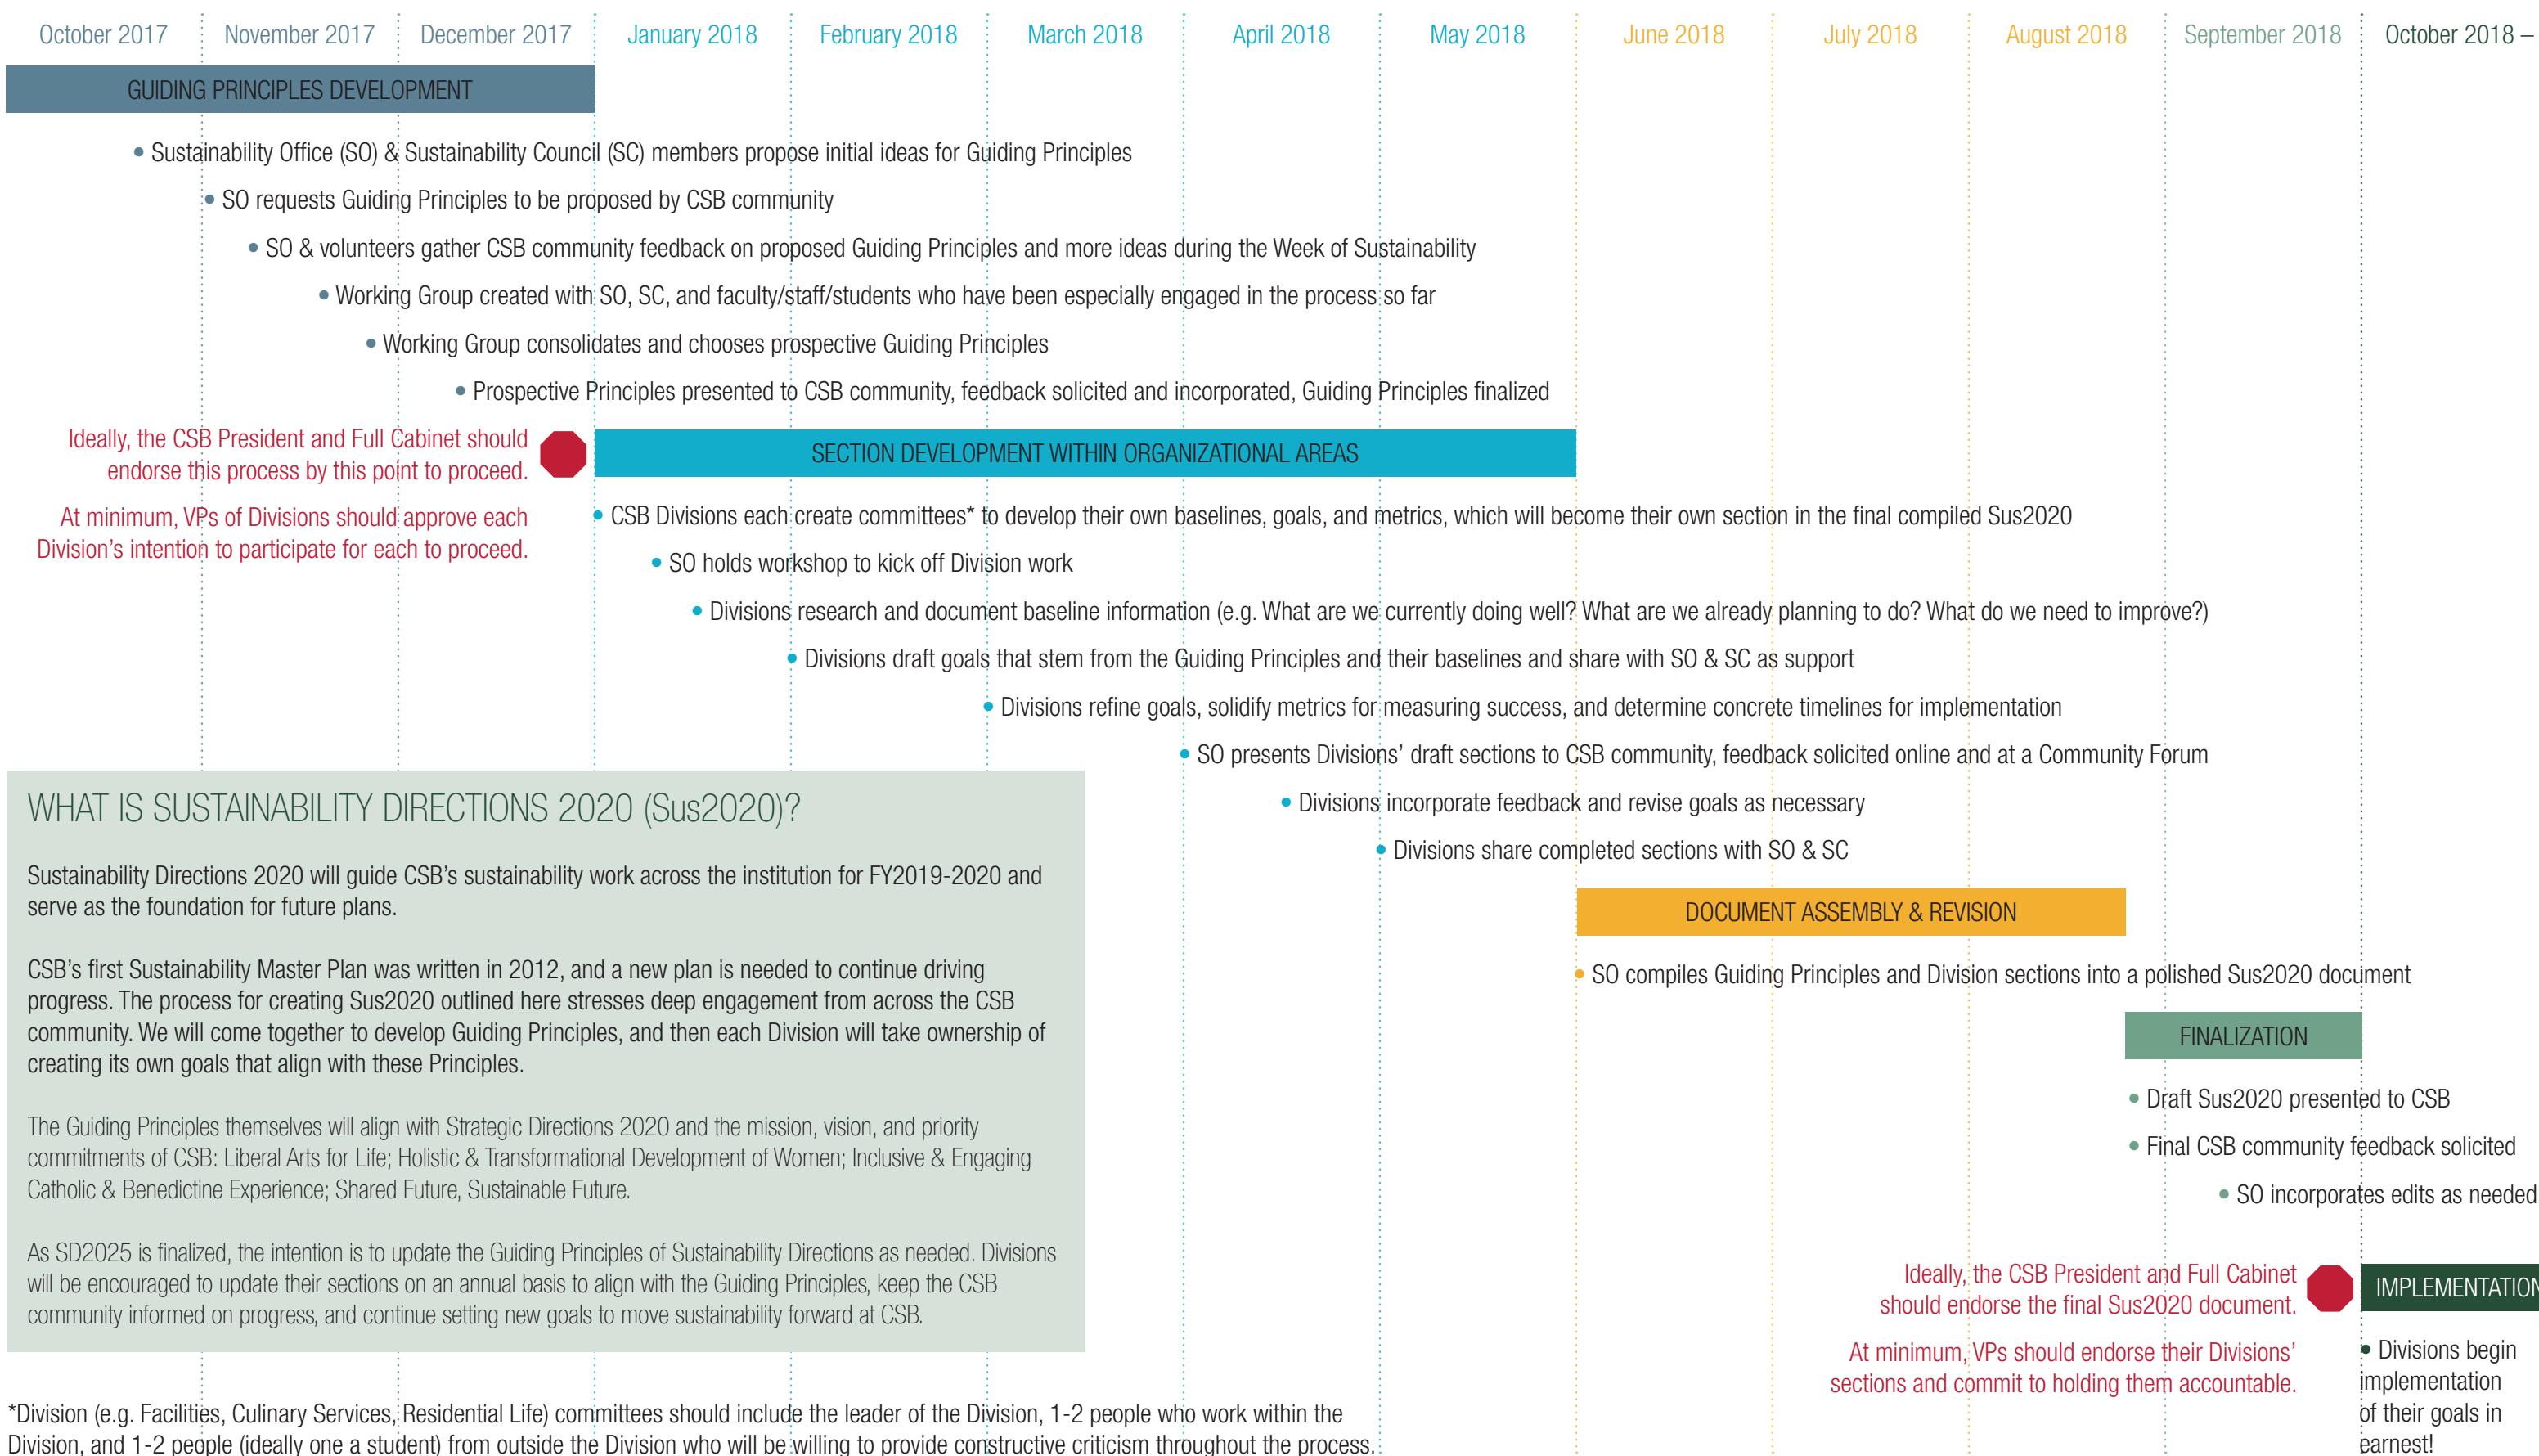 October 2017
November 2017
December 2017
January 2018
February 2018
March 2018
April 2018
May 2018
June 2018
July 2018
August 2018
September 2018
October 2018 –
GUIDING PRINCIPLES DEVELOPMENT
• Sustainability Office (SO) & Sustainability Council (SC) members propose initial ideas for Guiding Principles
• SO requests Guiding Principles to be proposed by CSB community
• SO & volunteers gather CSB community feedback on proposed Guiding Principles and more ideas during the Week of Sustainability
• Working Group created with SO, SC, and faculty/staff/students who have been especially engaged in the process so far
• Working Group consolidates and chooses prospective Guiding Principles
• Prospective Principles presented to CSB community, feedback solicited and incorporated, Guiding Principles finalized
Ideally, the CSB President and Full Cabinet should
endorse this process by this point to proceed.
At minimum, VPs of Divisions should approve each
Division's intention to participate for each to proceed.
SECTION DEVELOPMENT WITHIN ORGANIZATIONAL AREAS
• CSB Divisions each create committees* to develop their own baselines, goals, and metrics, which will become their own section in the final compiled Sus2020
• SO holds workshop to kick off Division work
• Divisions research and document baseline information (e.g. What are we currently doing well? What are we already planning to do? What do we need to improve?)
• Divisions draft goals that stem from the Guiding Principles and their baselines and share with SO & SC as support
• Divisions refine goals, solidify metrics for measuring success, and determine concrete timelines for implementation
• SO presents Divisions' draft sections to CSB community, feedback solicited online and at a Community Forum
• Divisions incorporate feedback and revise goals as necessary
• Divisions share completed sections with SO & SC
WHAT IS SUSTAINABILITY DIRECTIONS 2020 (Sus2020)?
Sustainability Directions 2020 will guide CSB's sustainability work across the institution for FY2019-2020 and
serve as the foundation for future plans.
CSB's first Sustainability Master Plan was written in 2012, and a new plan is needed to continue driving
progress. The process for creating Sus2020 outlined here stresses deep engagement from across the CSB
community. We will come together to develop Guiding Principles, and then each Division will take ownership of
creating its own goals that align with these Principles.
The Guiding Principles themselves will align with Strategic Directions 2020 and the mission, vision, and priority
commitments of CSB: Liberal Arts for Life; Holistic & Transformational Development of Women; Inclusive & Engaging
Catholic & Benedictine Experience; Shared Future, Sustainable Future.
As SD2025 is finalized, the intention is to update the Guiding Principles of Sustainability Directions as needed. Divisions
will be encouraged to update their sections on an annual basis to align with the Guiding Principles, keep the CSB
community informed on progress, and continue setting new goals to move sustainability forward at CSB.
DOCUMENT ASSEMBLY & REVISION
• SO compiles Guiding Principles and Division sections into a polished Sus2020 document
FINALIZATION
• Draft Sus2020 presented to CSB
• Final CSB community feedback solicited
• SO incorporates edits as needed
Ideally, the CSB President and Full Cabinet
should endorse the final Sus2020 document.
At minimum, VPs should endorse their Divisions'
sections and commit to holding them accountable.
IMPLEMENTATION
• Divisions begin
implementation
of their goals in
earnest!
*Division (e.g. Facilities, Culinary Services, Residential Life) committees should include the leader of the Division, 1-2 people who work within the
Division, and 1-2 people (ideally one a student) from outside the Division who will be willing to provide constructive criticism throughout the process.